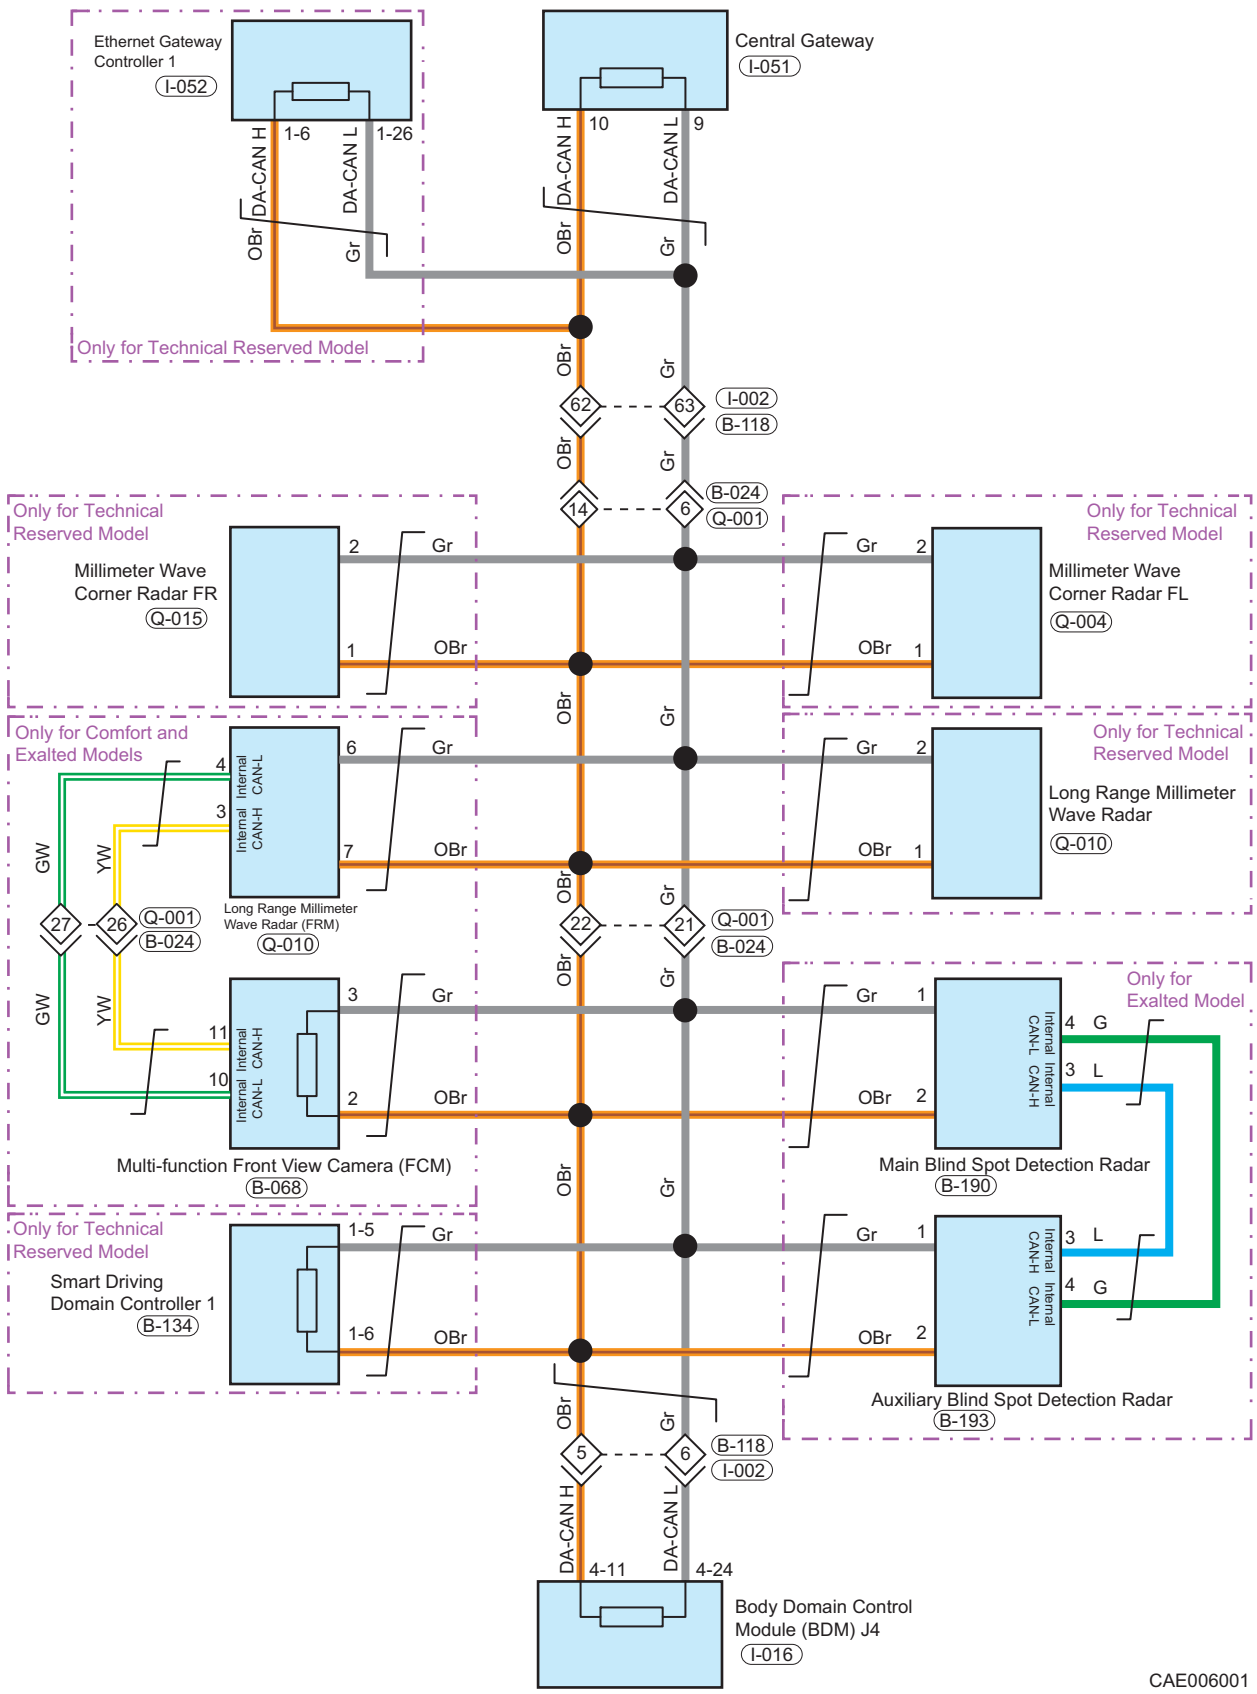 Ethernet Gateway
Controller 1
I-052
Central Gateway
I-051
DA-CAN H
1-6
DA-CAN L
1-26
DA-CAN H
10
DA-CAN L
9
OBr
Gr
OBr
Gr
Only for Technical Reserved Model
OBr
Gr
62
63
I-002
B-118
OBr
Gr
14
6
B-024
Q-001
Only for Technical
Reserved Model
Millimeter Wave
Corner Radar FR
Q-015
2
Gr
1
OBr
Only for Technical
Reserved Model
Gr
2
Millimeter Wave
Corner Radar FL
Q-004
OBr
1
OBr
Gr
Only for Comfort and
Exalted Models
4
Internal
CAN-L
3
Internal
CAN-H
6
Gr
7
OBr
GW
YW
Long Range Millimeter
Wave Radar (FRM)
Q-010
27
26
Q-001
B-024
Only for Technical
Reserved Model
Gr
2
Long Range Millimeter
Wave Radar
Q-010
OBr
1
OBr
Gr
22
21
Q-001
B-024
OBr
Gr
GW
YW
11
Internal
CAN-H
10
Internal
CAN-L
3
Gr
2
OBr
Multi-function Front View Camera (FCM)
B-068
Only for
Exalted Model
Gr
1
Internal
CAN-L
4
G
Internal
CAN-H
3
L
OBr
2
Main Blind Spot Detection Radar
B-190
OBr
Gr
Only for Technical
Reserved Model
Smart Driving
Domain Controller 1
B-134
1-5
Gr
1-6
OBr
Gr
1
Internal
CAN-H
3
L
Internal
CAN-L
4
G
OBr
2
Auxiliary Blind Spot Detection Radar
B-193
OBr
Gr
5
6
B-118
I-002
DA-CAN H
4-11
DA-CAN L
4-24
Body Domain Control
Module (BDM) J4
I-016
CAE006001